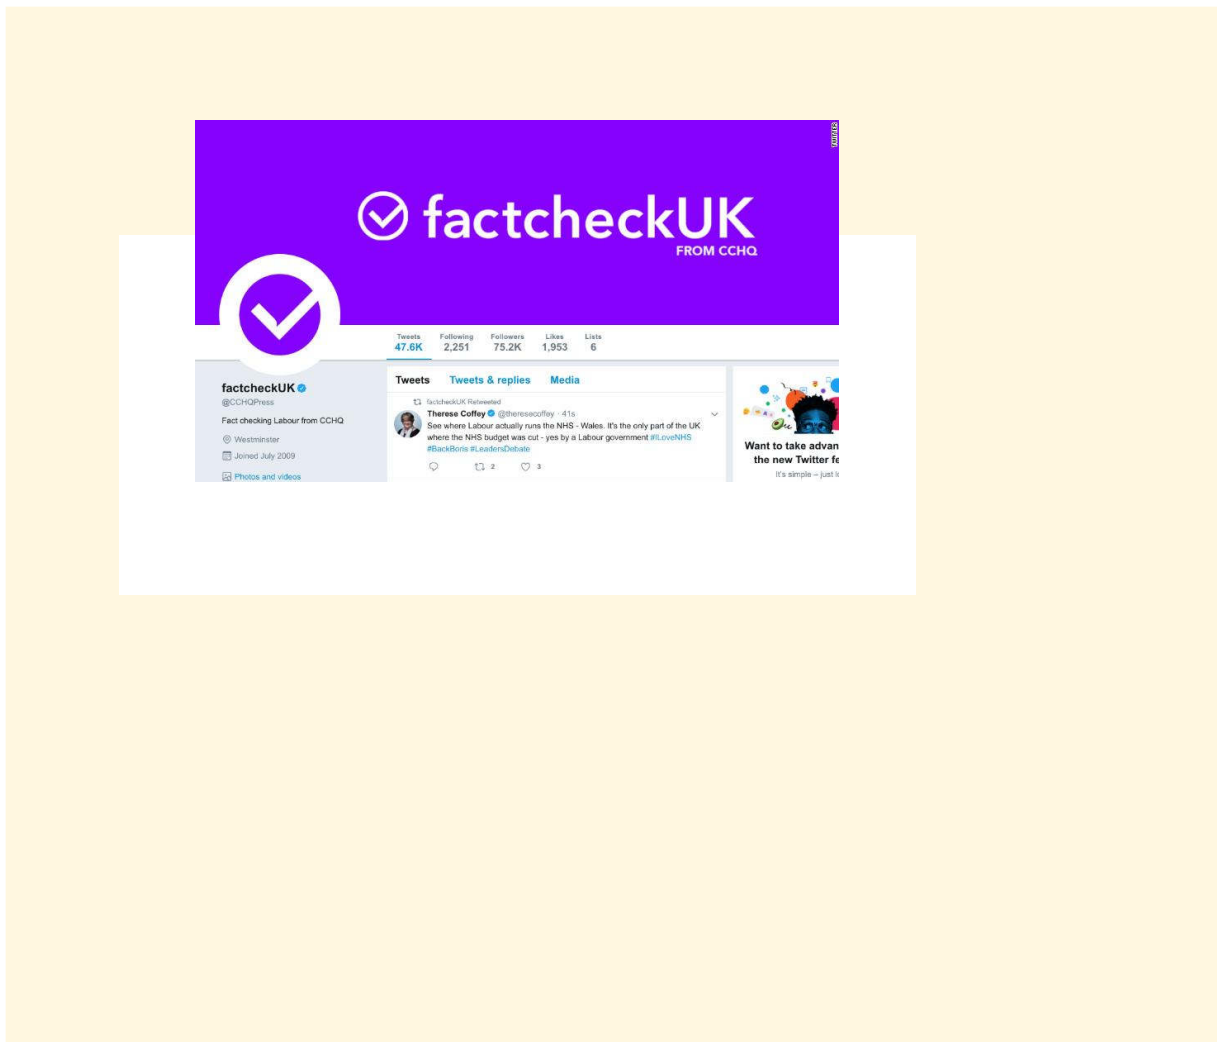 TWITTER
factcheckUK
FROM CCHQ
Tweets Following Followers Likes Lists
47.6K 2,251 75.2K 1,953 6
factcheckUK
@CCHQPress
Fact checking Labour from CCHQ
Westminster
Joined July 2009
Photos and videos
Tweets Tweets & replies Media
factcheckUK Retweeted
Therese Coffey @theresecoffey · 41s
See where Labour actually runs the NHS - Wales. It's the only part of the UK
where the NHS budget was cut - yes by a Labour government #ILoveNHS
#BackBoris #LeadersDebate
2 3
Want to take advan
the new Twitter fe
It's simple – just